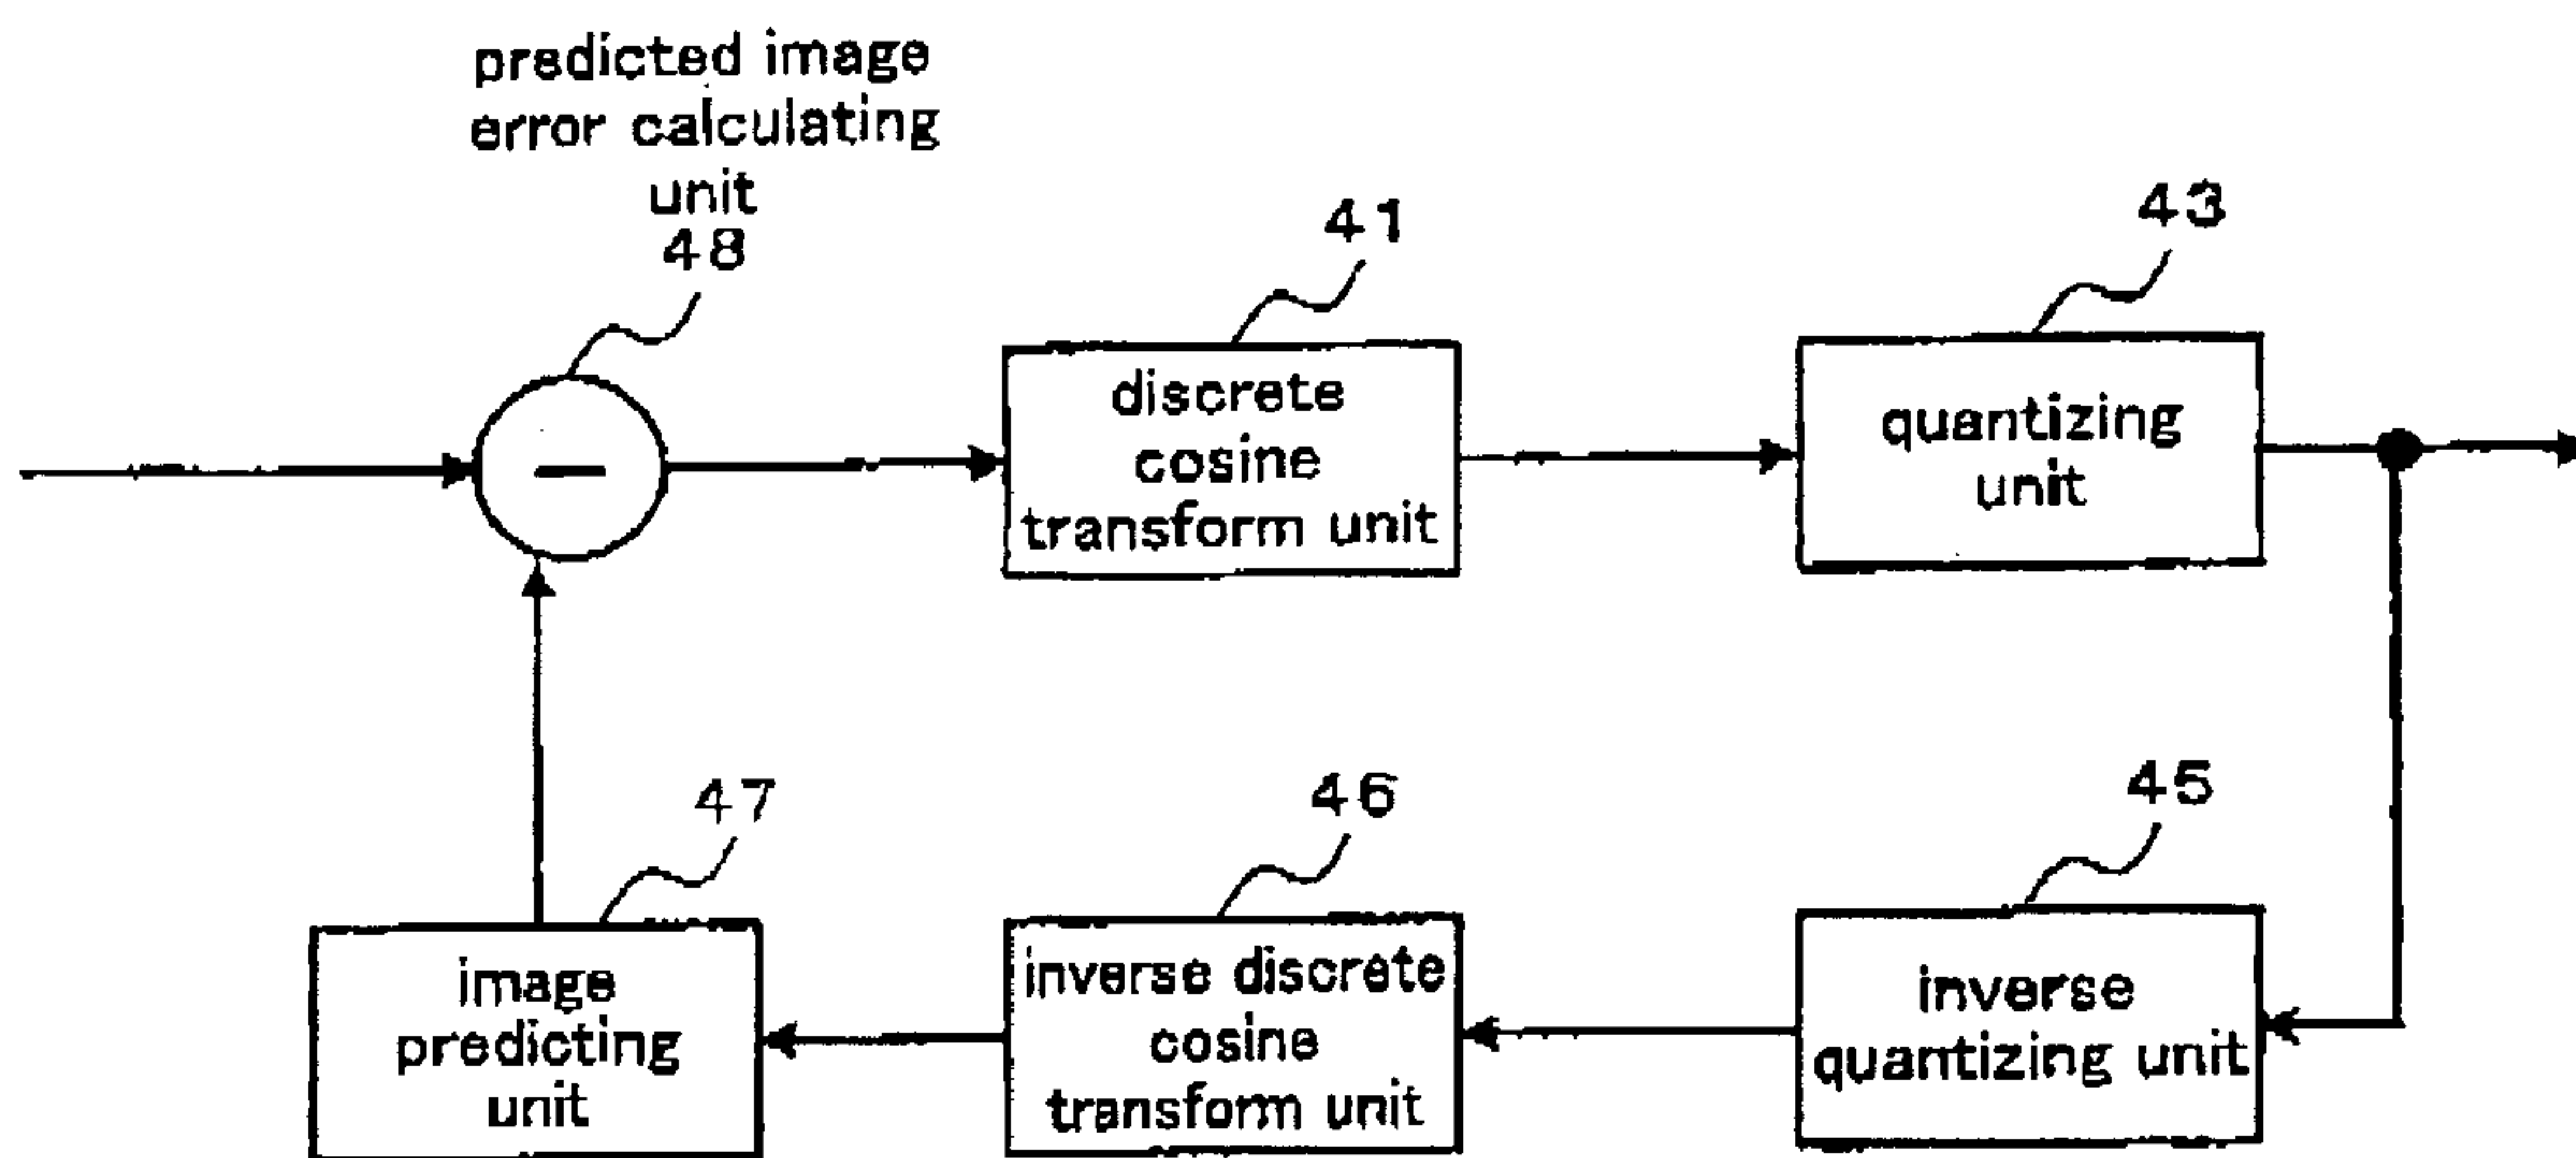 predicted image
error calculating
unit
48
41
43
discrete
cosine
transform unit
quantizing
unit
47
46
45
image
predicting
unit
inverse discrete
cosine
transform unit
inverse
quantizing unit